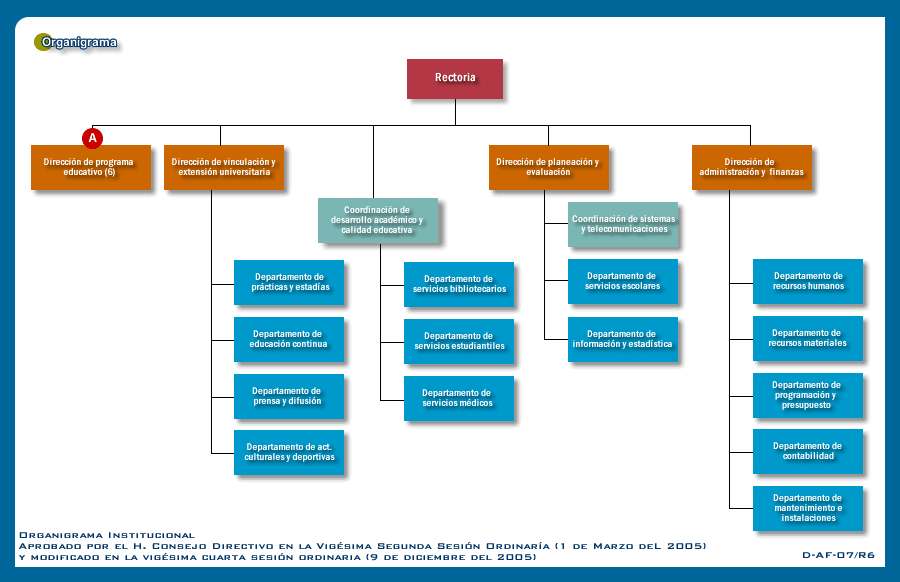 Organigrama
Rectoria
A
Dirección de programa
educativo (6)
Dirección de vinculación y
extensión universitaria
Dirección de planeación y
evaluación
Dirección de
administración y finanzas
Coordinación de
desarrollo académico y
calidad educativa
Coordinación de sistemas
y telecomunicaciones
Departamento de
prácticas y estadías
Departamento de
educación continua
Departamento de
prensa y difusión
Departamento de act.
culturales y deportivas
Departamento de
servicios bibliotecarios
Departamento de
servicios estudiantiles
Departamento de
servicios médicos
Departamento de
servicios escolares
Departamento de
información y estadística
Departamento de
recursos humanos
Departamento de
recursos materiales
Departamento de
programación y
presupuesto
Departamento de
contabilidad
Departamento de
mantenimiento e
instalaciones
Organigrama Institucional
Aprobado por el H. Consejo Directivo en la Vigésima Segunda Sesión Ordinaría (1 de Marzo deL 2005)
y modificado en la vigésima cuarta sesión ordinaria (9 de diciembre del 2005)
D-AF-07/R6